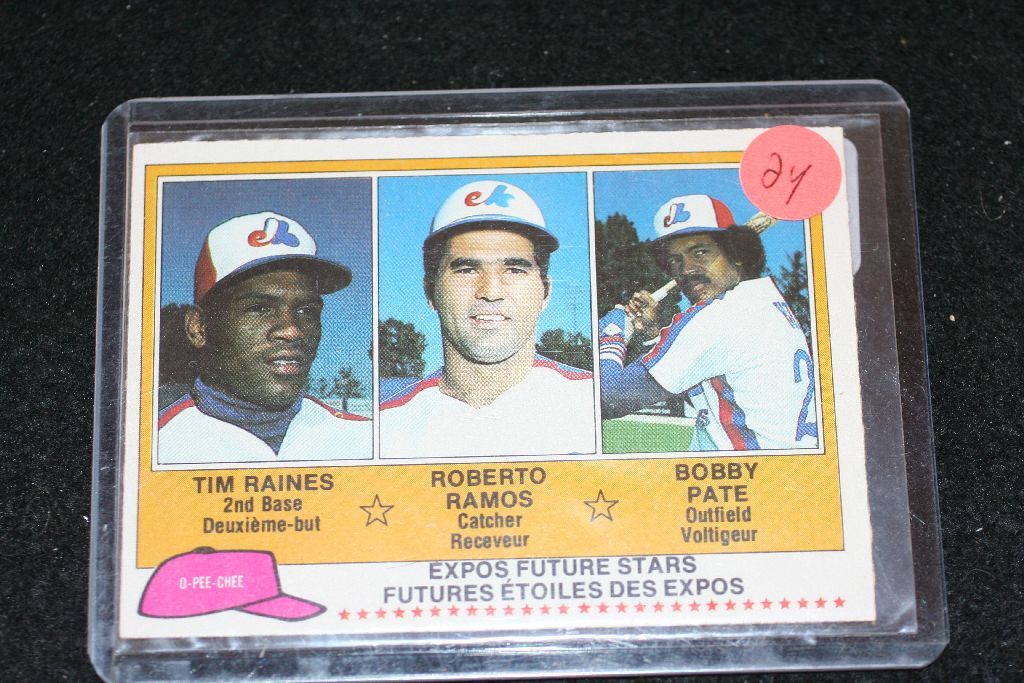 24
TIM RAINES
2nd Base
Deuxième-but
ROBERTO
RAMOS
Catcher
Receveur
BOBBY
PATE
Outfield
Voltigeur
O-PEE-CHEE
EXPOS FUTURE STARS
FUTURES ÉTOILES DES EXPOS